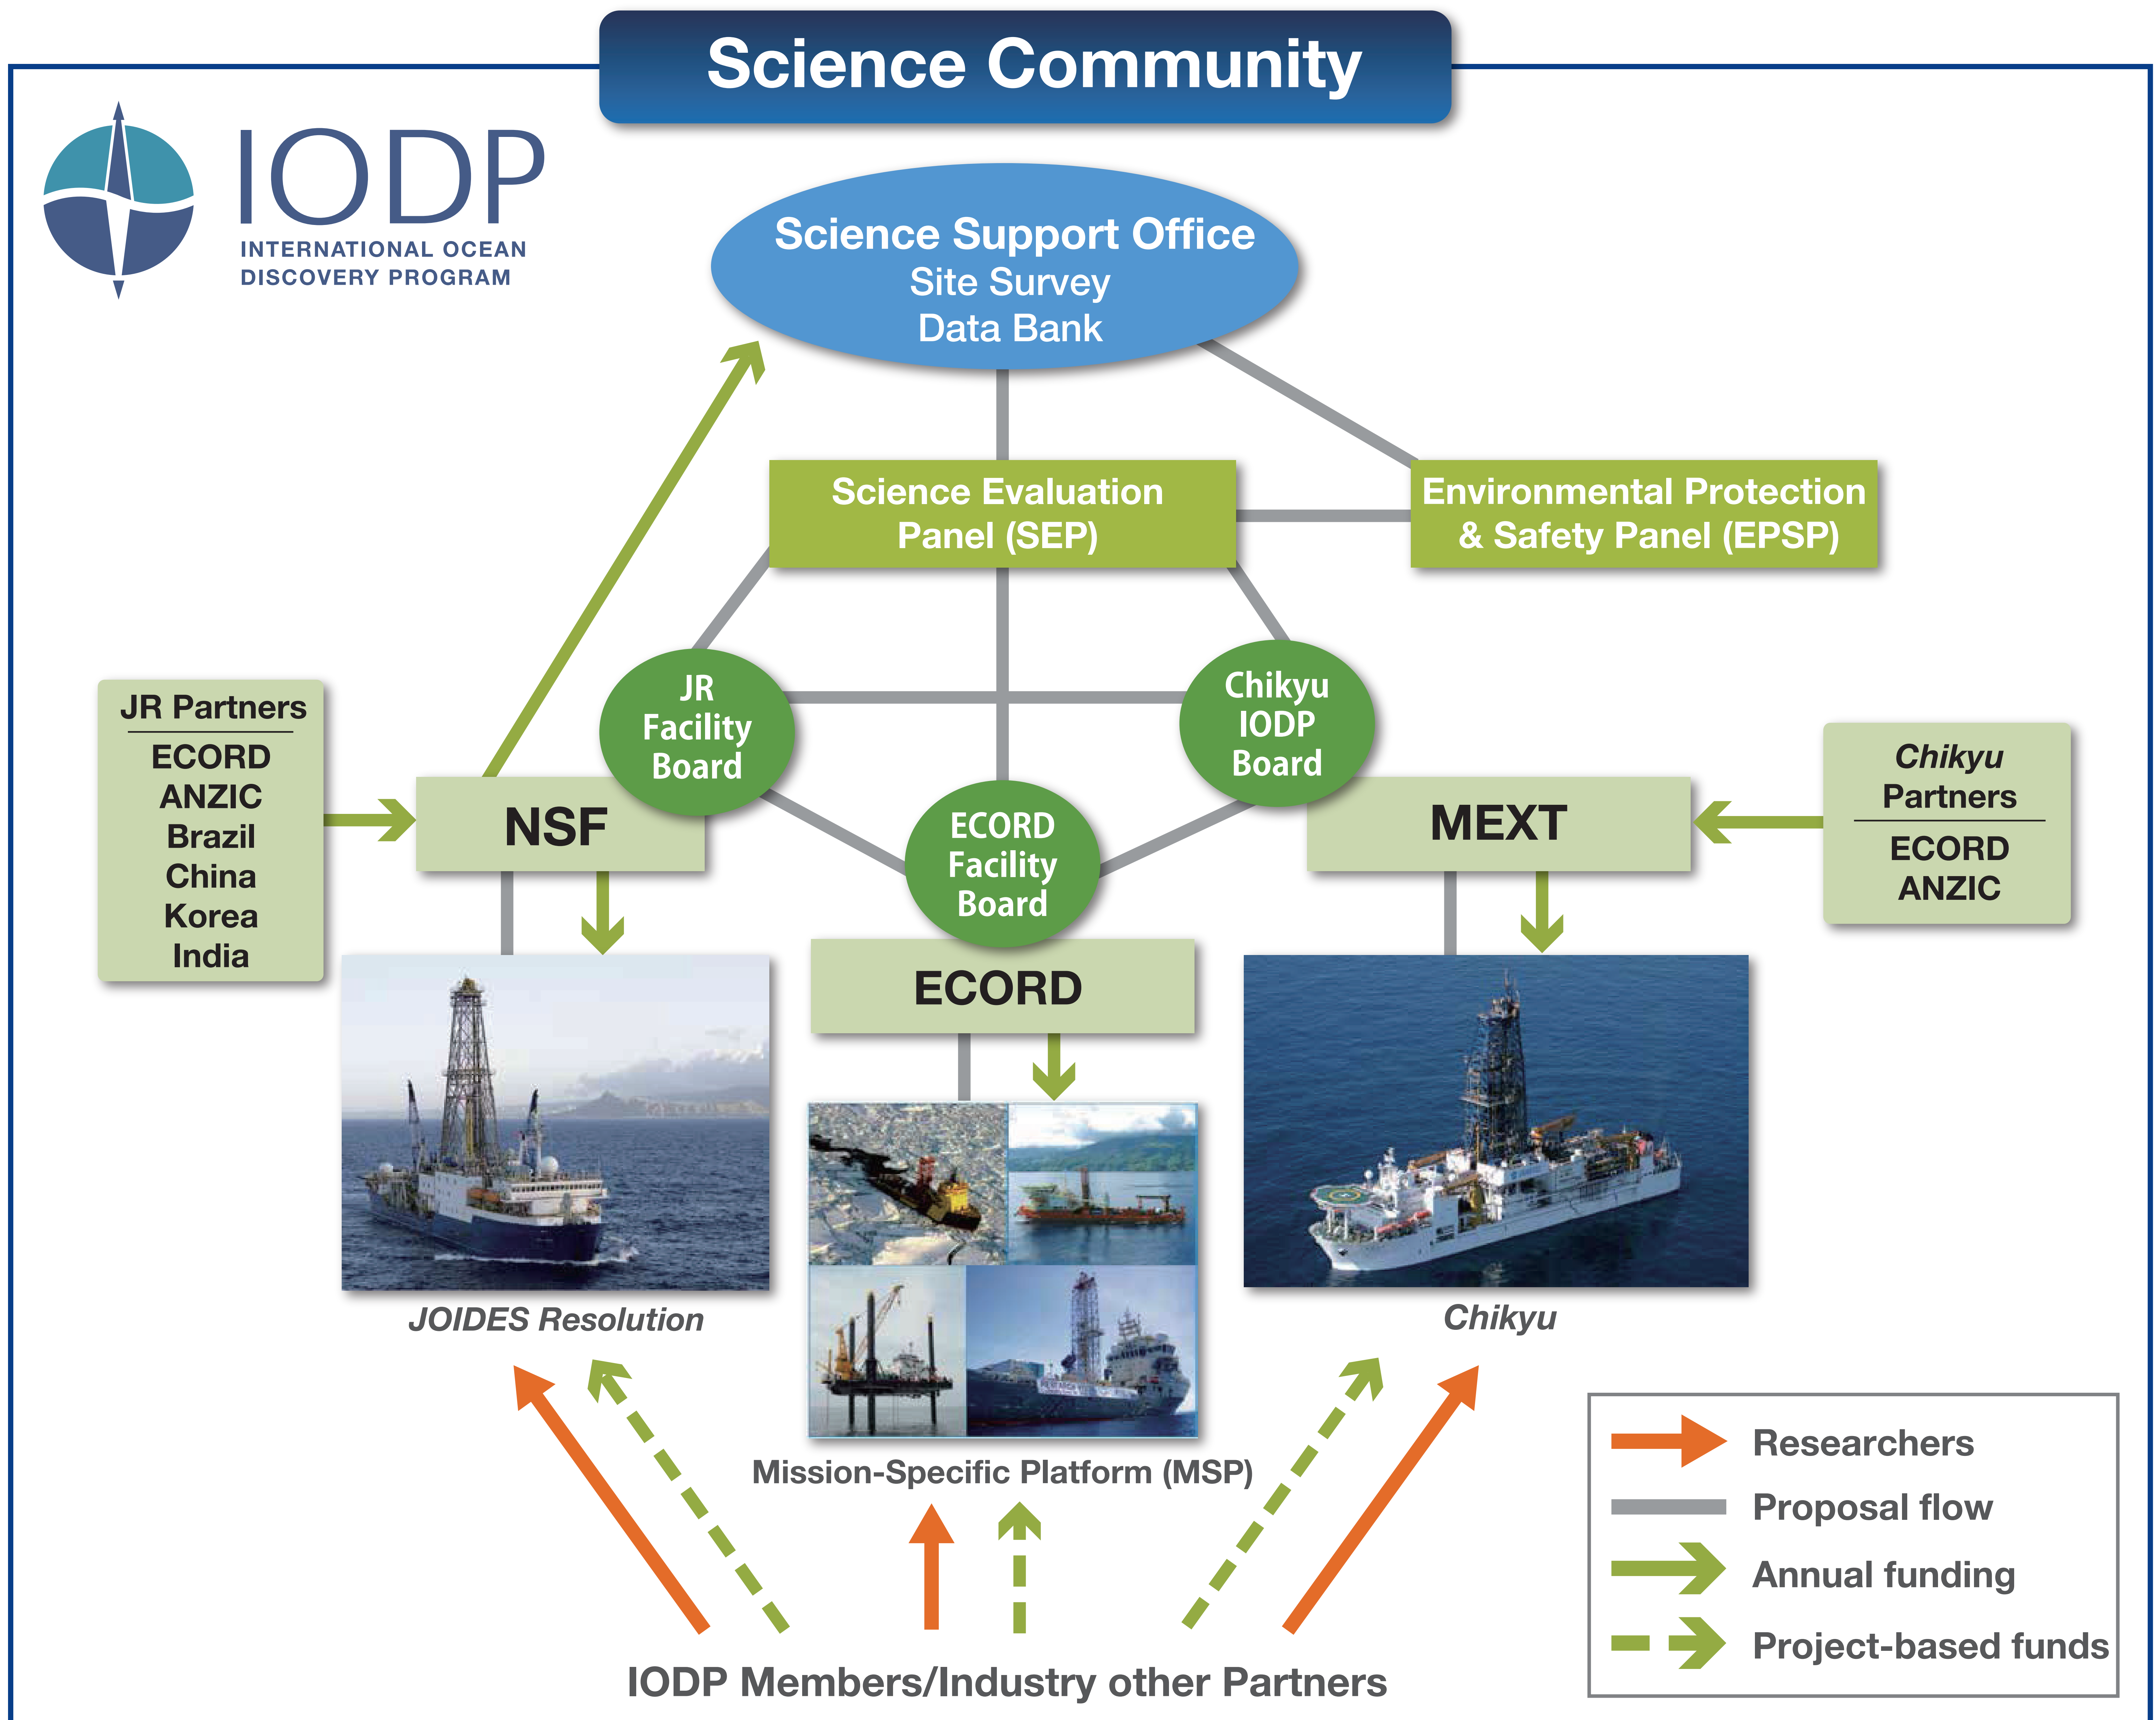 Science Community
IODP
INTERNATIONAL OCEAN
DISCOVERY PROGRAM
Science Support Office
Site Survey
Data Bank
Science Evaluation
Panel (SEP)
Environmental Protection
& Safety Panel (EPSP)
JR
Facility
Board
Chikyu
IODP
Board
ECORD
Facility
Board
JR Partners
ECORD
ANZIC
Brazil
China
Korea
India
NSF
MEXT
Chikyu
Partners
ECORD
ANZIC
ECORD
JOIDES Resolution
Chikyu
Mission-Specific Platform (MSP)
Researchers
Proposal flow
Annual funding
Project-based funds
IODP Members/Industry other Partners